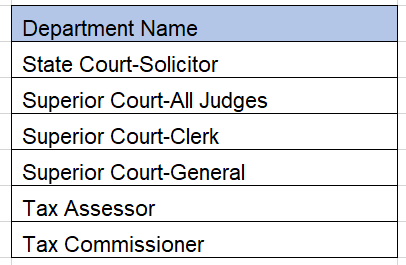 Department Name
State Court-Solicitor
Superior Court-All Judges
Superior Court-Clerk
Superior Court-General
Tax Assessor
Tax Commissioner